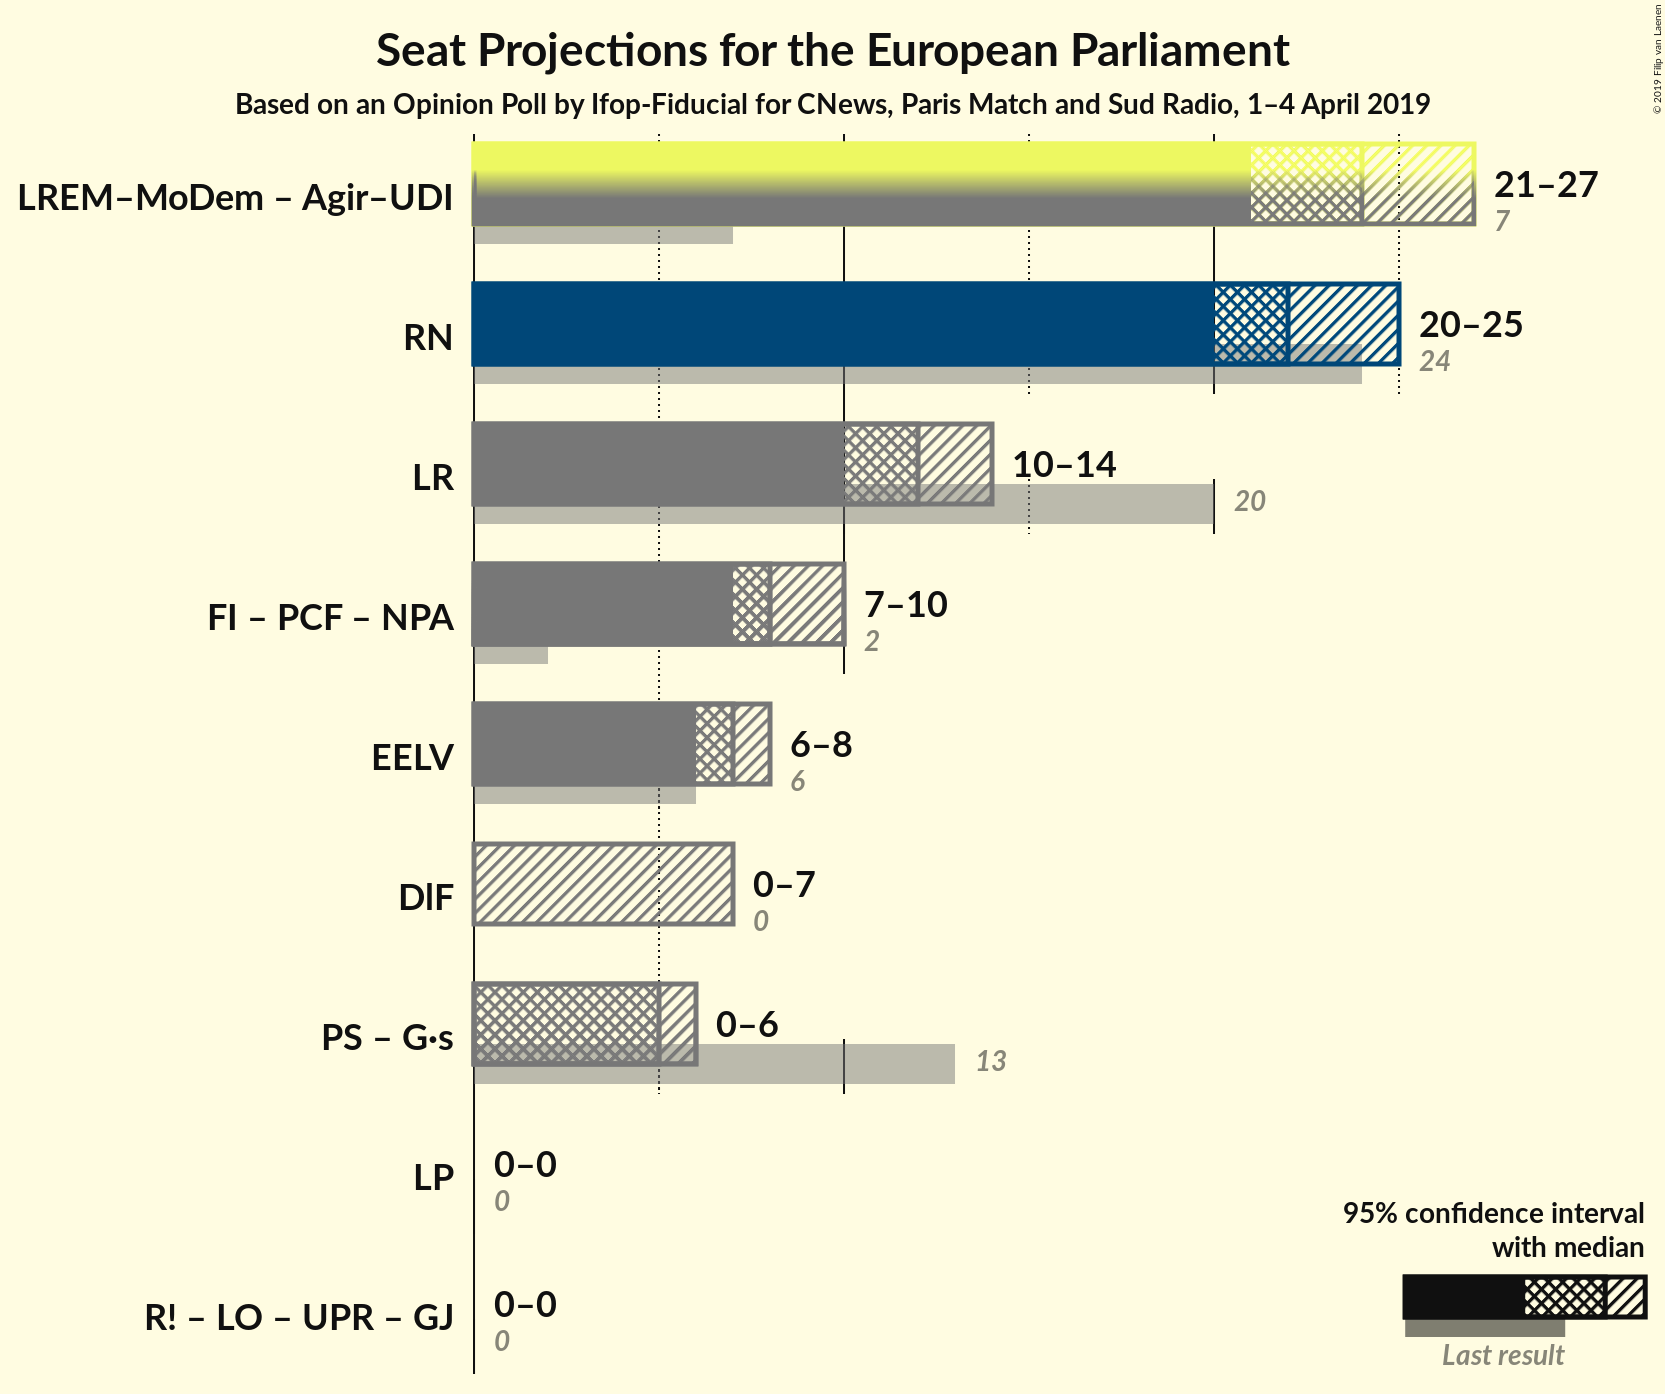 Seat Projections for the European Parliament
Based on an Opinion Poll by Ifop-Fiducial for CNews, Paris Match and Sud Radio, 1–4 April 2019
© 2019 Filip van Laenen
LREM–MoDem – Agir–UDI
21–27
7
RN
20–25
24
LR
10–14
20
FI – PCF – NPA
7–10
2
EELV
6–8
6
DlF
0–7
0
PS – G·s
0–6
13
LP
0–0
0
R! – LO – UPR – GJ
0–0
0
95% confidence interval
with median
Last result